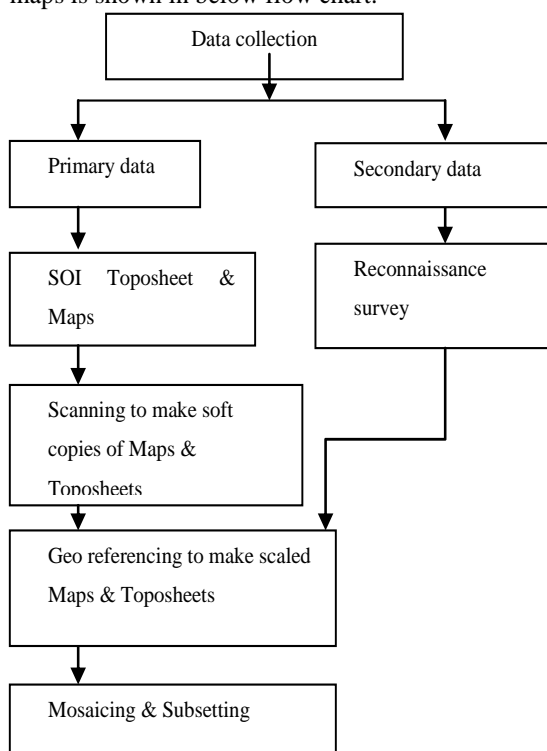 maps is shown in below flow chart.
Data collection
Primary data
Secondary data
SOI Toposheet &
Maps
Reconnaissance
survey
Scanning to make soft
copies of Maps &
Toposheets
Geo referencing to make scaled
Maps & Toposheets
Mosaicing & Subsetting